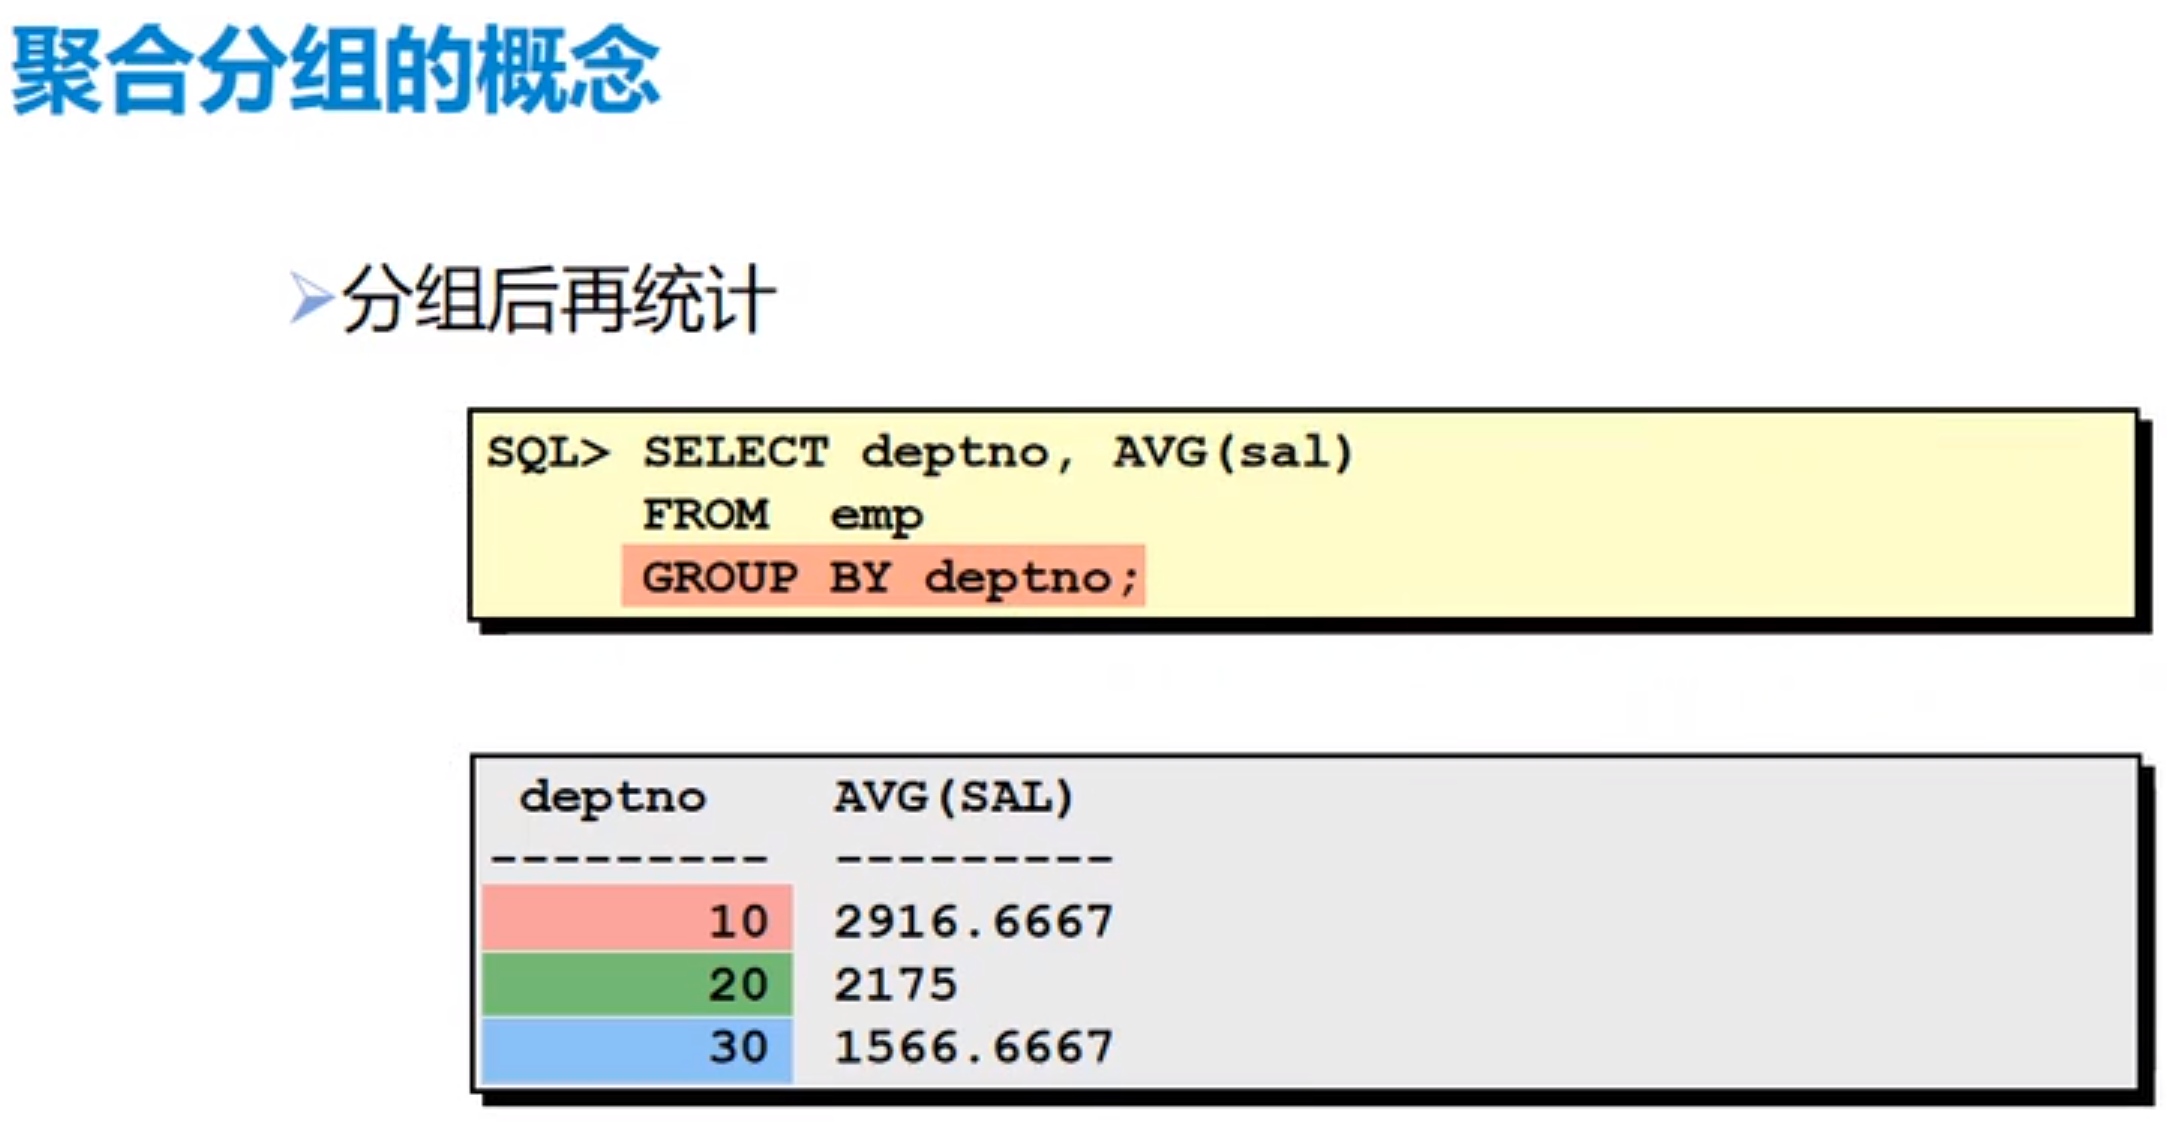 聚合分组的概念
分组后再统计
SQL> SELECT deptno, AVG(sal)
FROM emp
GROUP BY deptno;
deptno AVG(SAL)
--------- ---------
10 2916.6667
20 2175
30 1566.6667